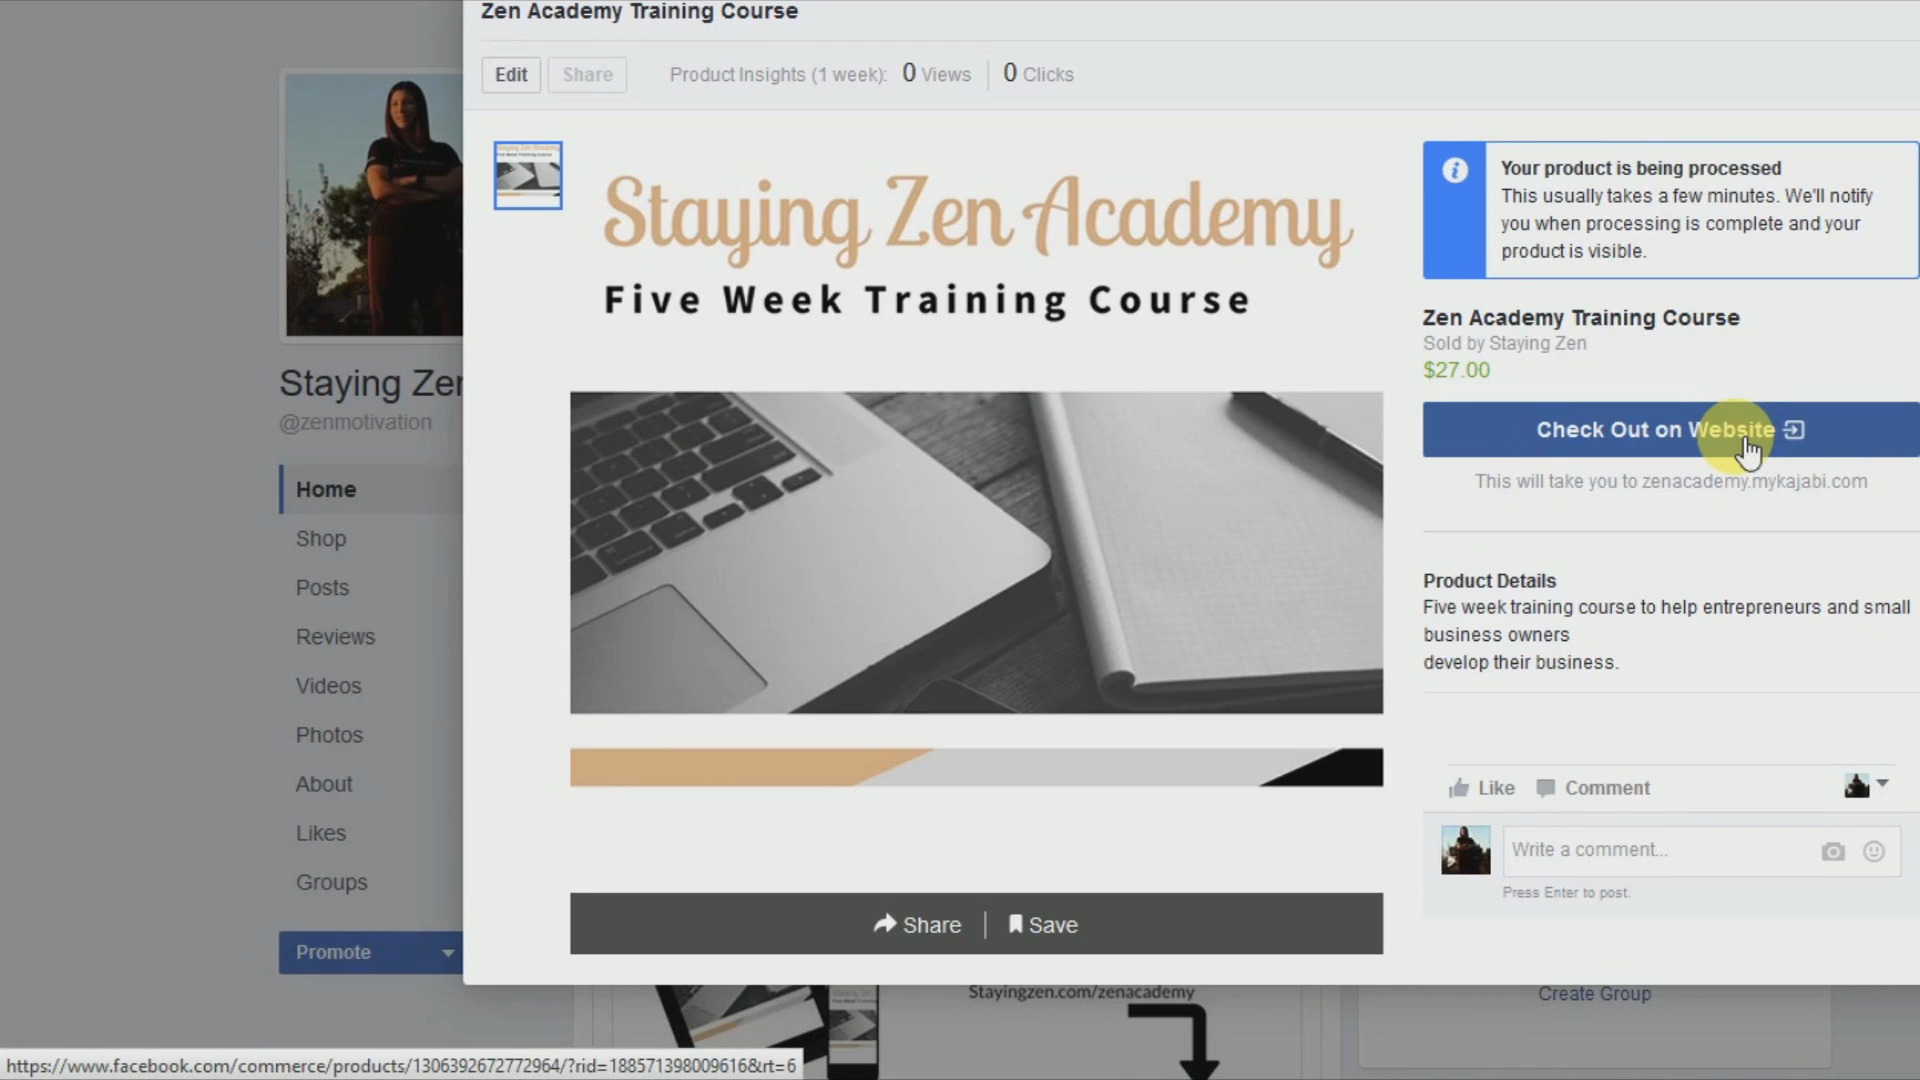 Zen Academy Training Course
Edit
Share
Product Insights (1 week): 0 Views
0 Clicks
Staying Zen Academy
Five Week Training Course
Your product is being processed
This usually takes a few minutes. We'll notify
you when processing is complete and your
product is visible.
Zen Academy Training Course
Sold by Staying Zen
$27.00
Check Out on Website
This will take you to zenacademy.mykajabi.com
Product Details
Five week training course to help entrepreneurs and small
business owners
develop their business.
Like
Comment
Write a comment...
Press Enter to post.
Share
Save
Staying Zen
@zenmotivation
Home
Shop
Posts
Reviews
Videos
Photos
About
Likes
Groups
Promote
Stayingzen.com/zenacademy
Create Group
https://www.facebook.com/commerce/products/1306392672772964/?rid=188571398009616&rt=6